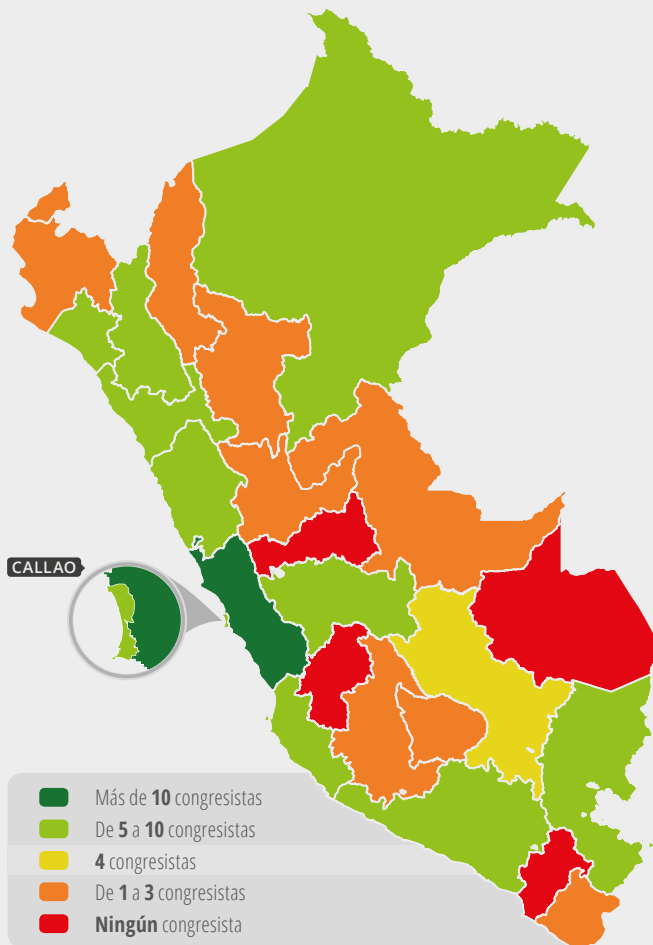 CALLAO
Más de 10 congresistas
De 5 a 10 congresistas
4 congresistas
De 1 a 3 congresistas
Ningún congresista